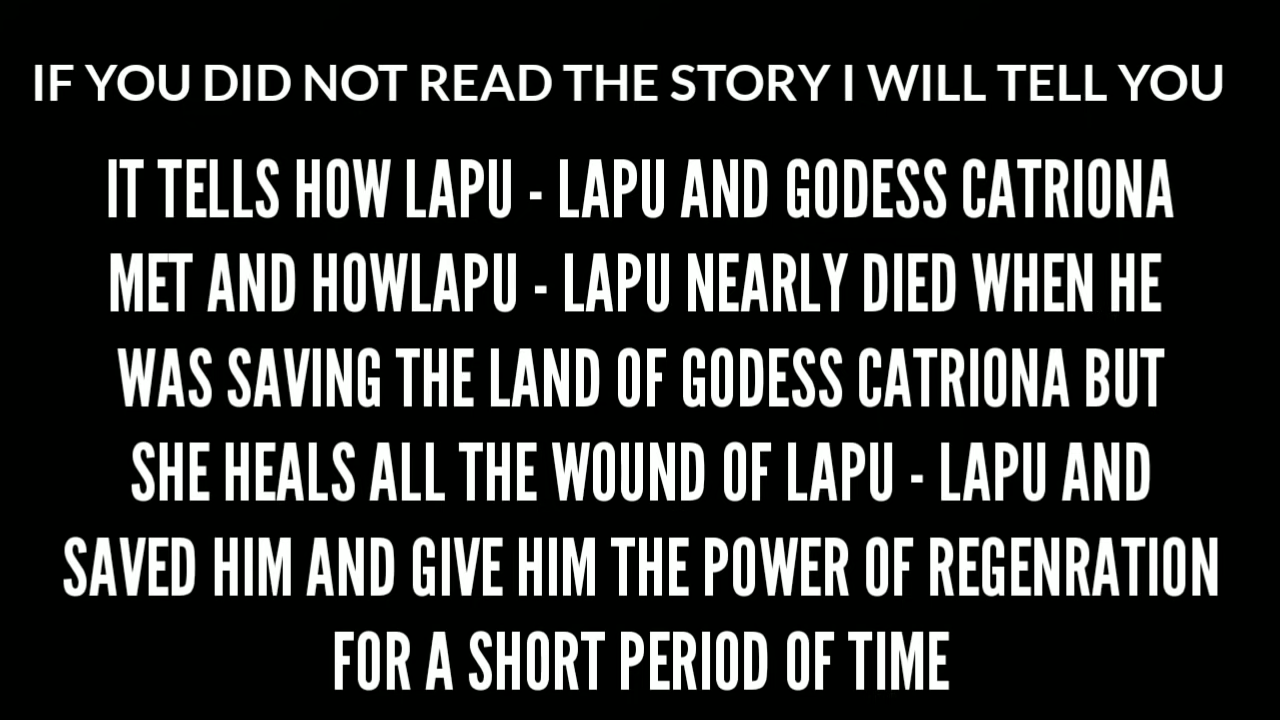 IF YOU DID NOT READ THE STORY I WILL TELL YOU
IT TELLS HOW LAPU - LAPU AND GODESS CATRIONA
MET AND HOWLAPU - LAPU NEARLY DIED WHEN HE
WAS SAVING THE LAND OF GODESS CATRIONA BUT
SHE HEALS ALL THE WOUND OF LAPU - LAPU AND
SAVED HIM AND GIVE HIM THE POWER OF REGENRATION
FOR A SHORT PERIOD OF TIME